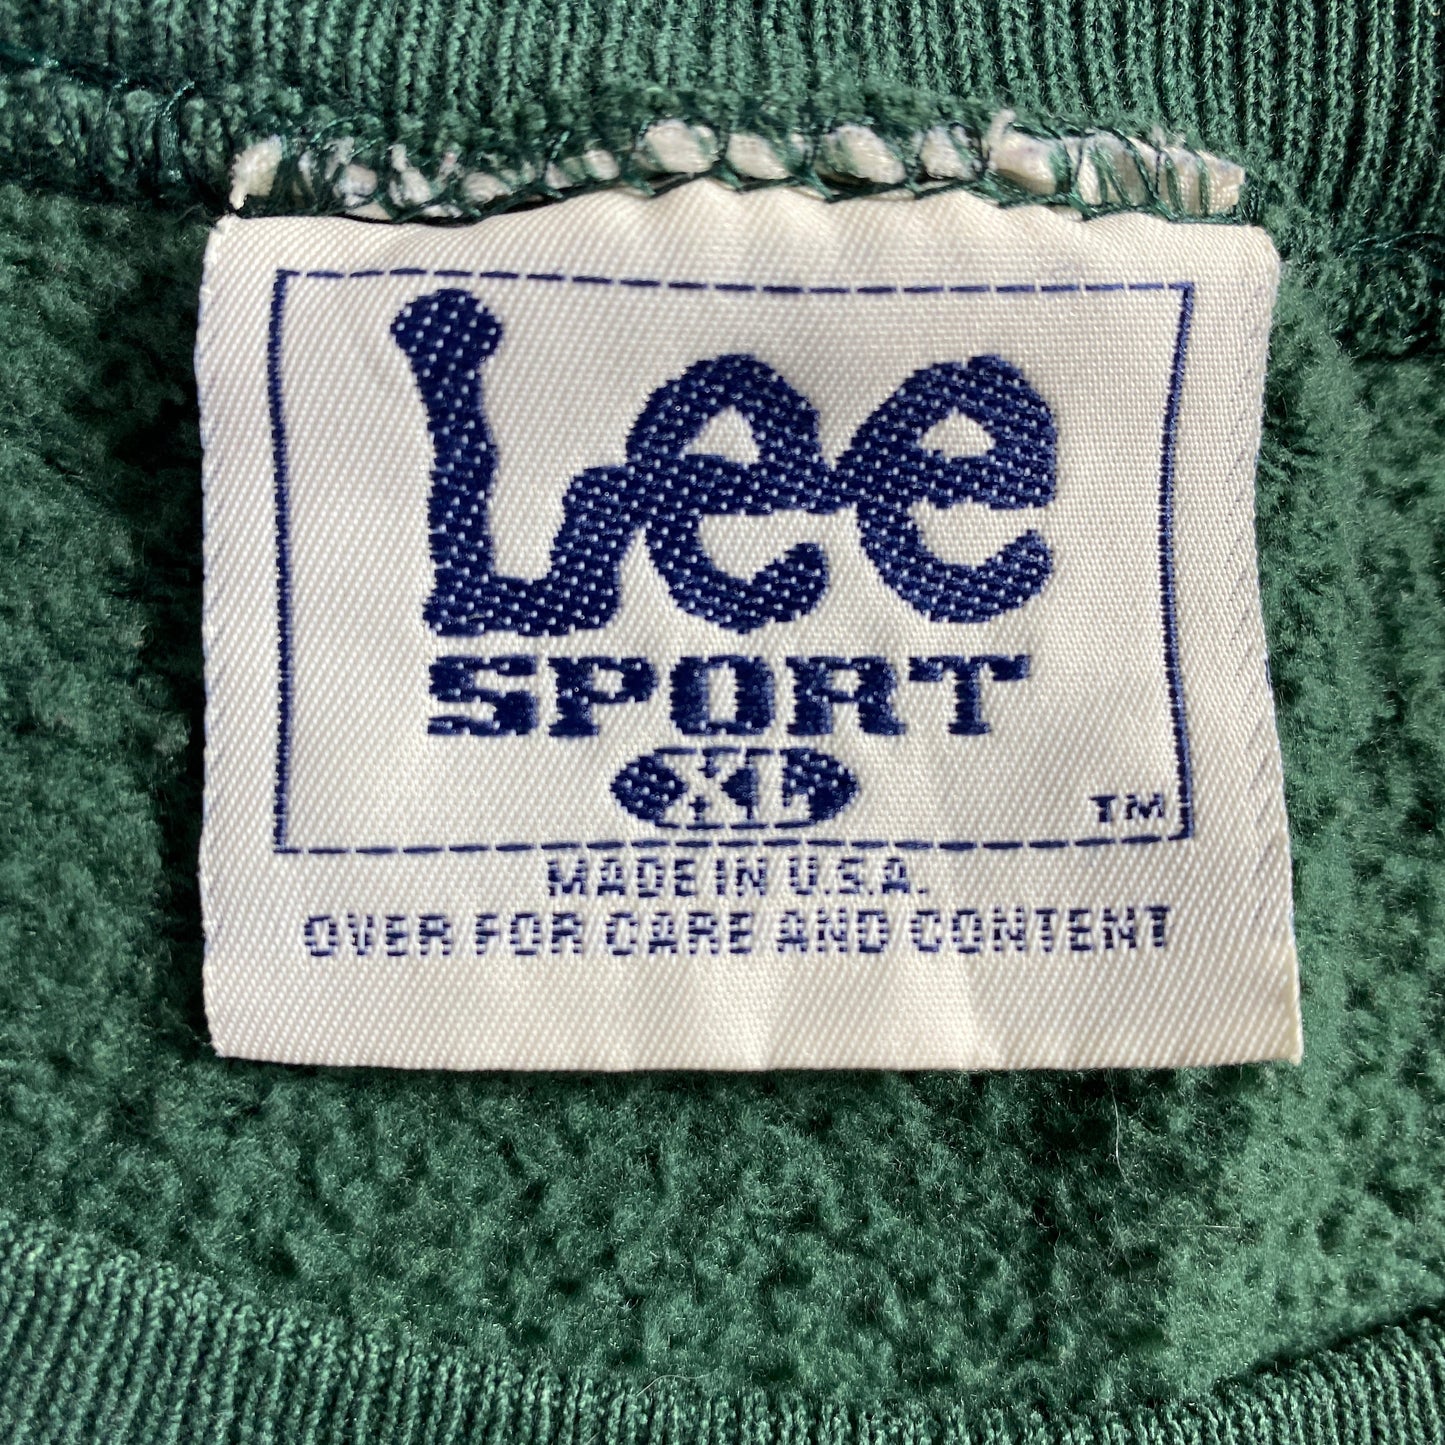 Lee
SPORT
XL
TM
MADE IN U.S.A.
OVER FOR CARE AND CONTENT